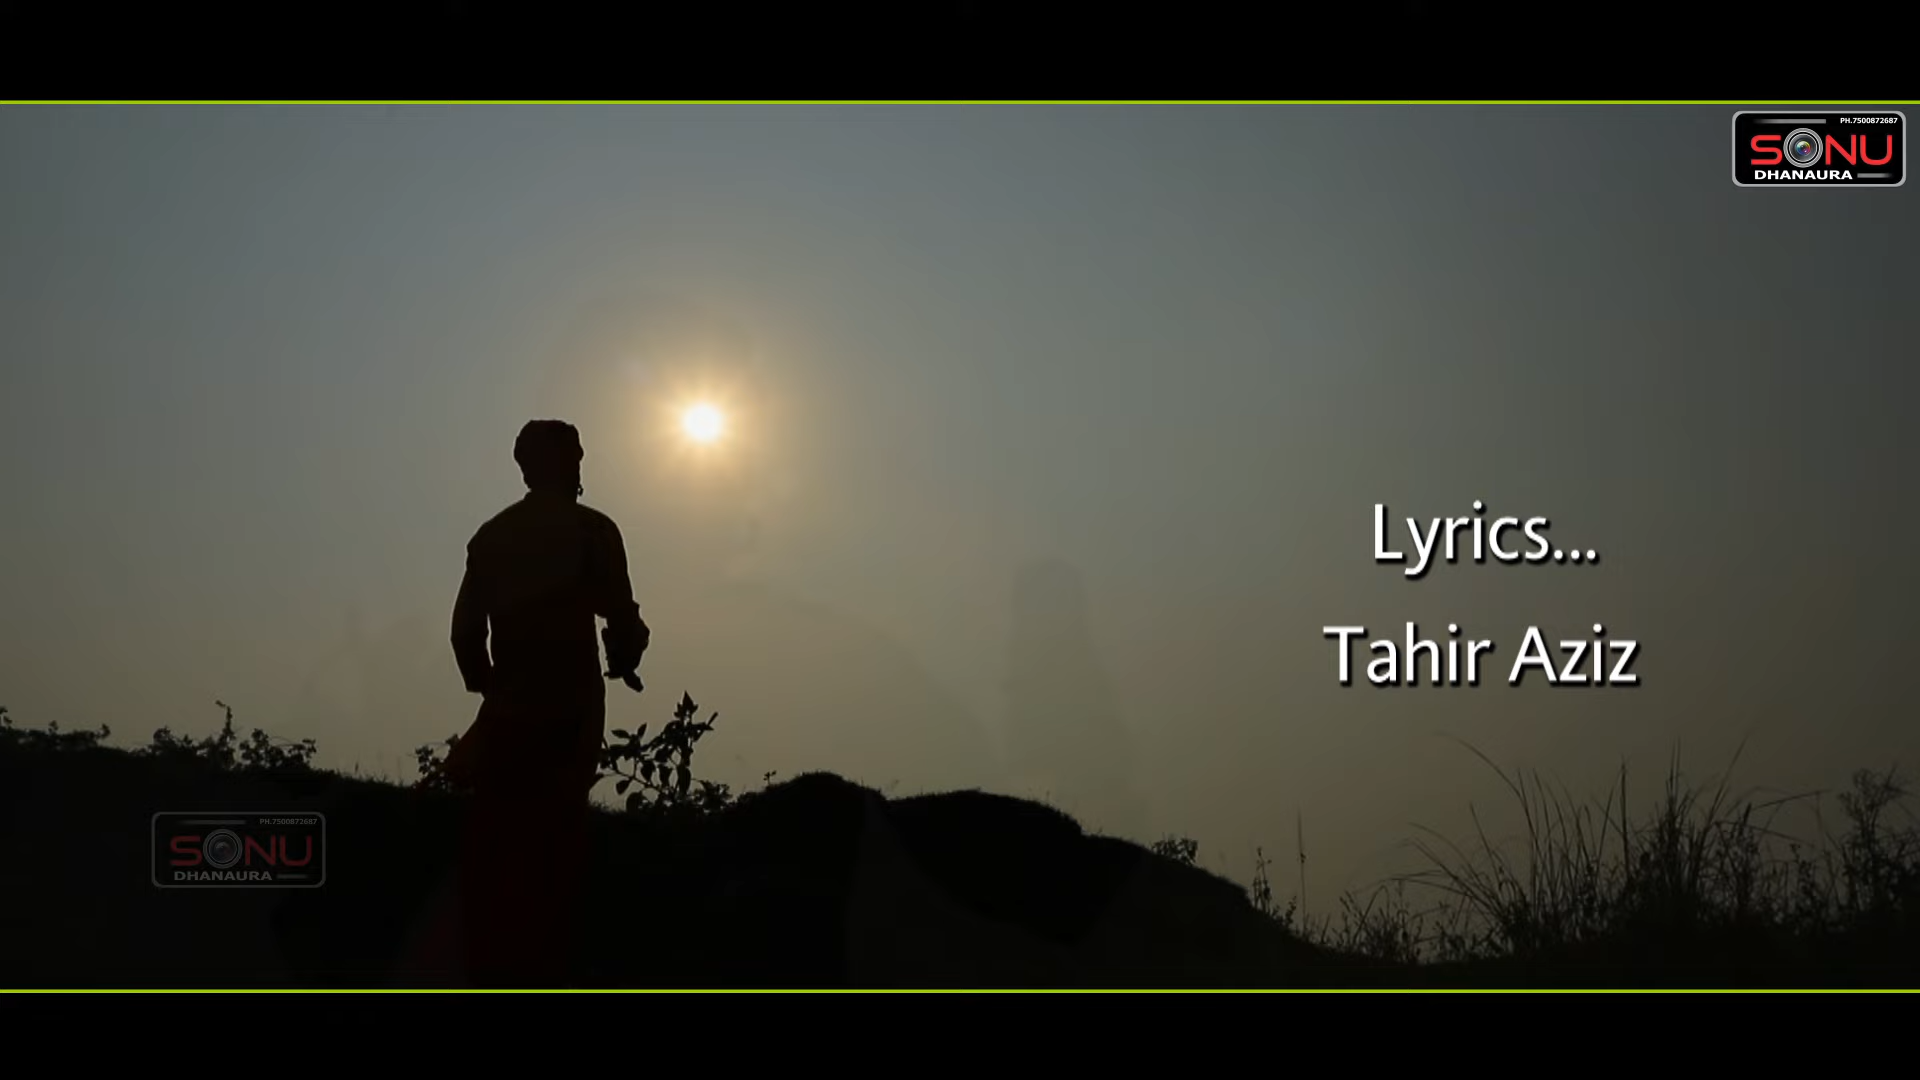 PH.7500872687
SONU
DHANAURA
Lyrics...
Tahir Aziz
PH.7500872687
SONU
DHANAURA